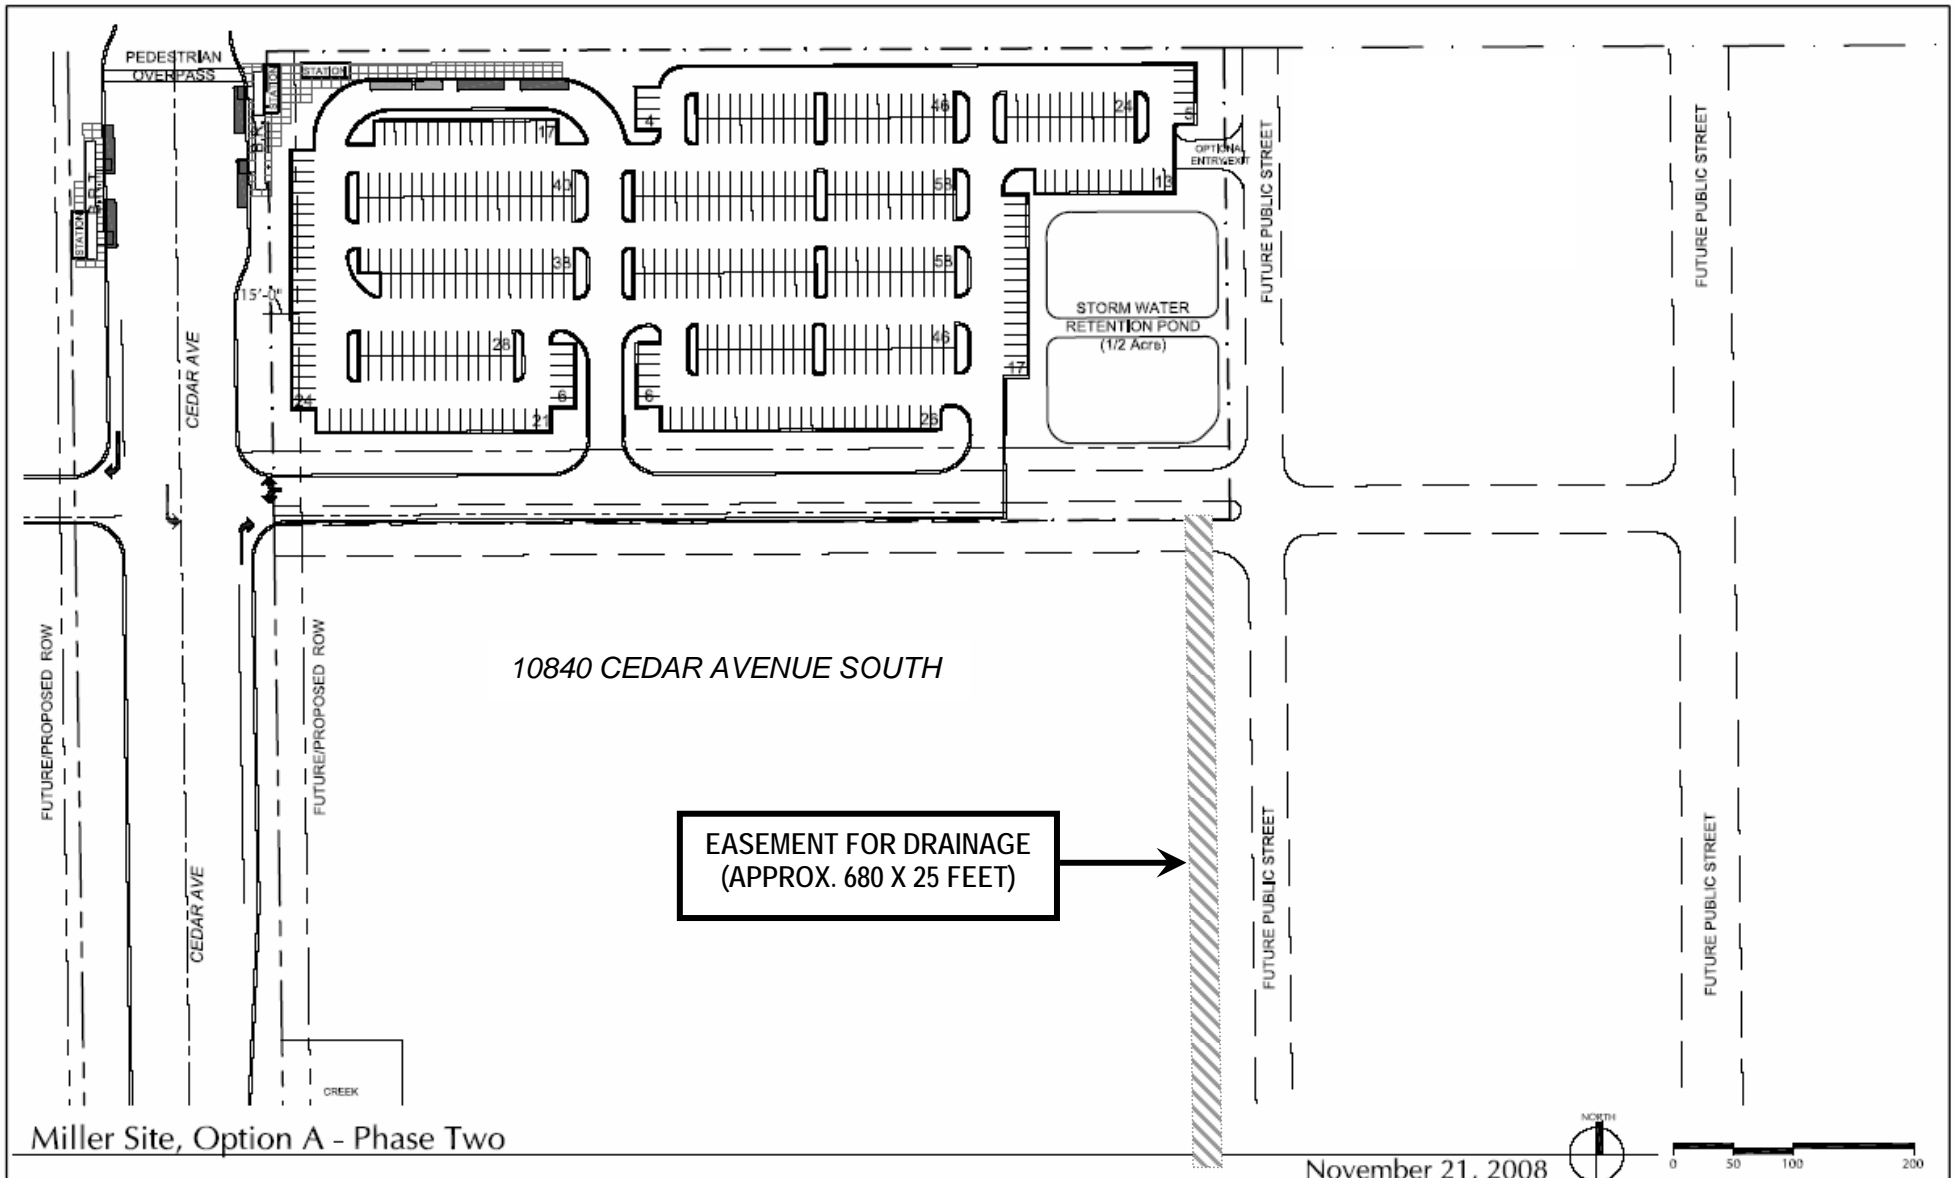 PEDESTRIAN
OVERPASS
STATION
STATION
STATION
B.R.T.
17
4
46
24
5
OPTIONAL
ENTRY/EXIT
40
58
13
38
58
28
46
17
24
6
6
21
26
15'-0"
STORM WATER
RETENTION POND
(1/2 Acre)
FUTURE PUBLIC STREET
FUTURE PUBLIC STREET
CEDAR AVE
FUTURE/PROPOSED ROW
FUTURE/PROPOSED ROW
10840 CEDAR AVENUE SOUTH
EASEMENT FOR DRAINAGE
(APPROX. 680 X 25 FEET)
CEDAR AVE
FUTURE PUBLIC STREET
FUTURE PUBLIC STREET
CREEK
Miller Site, Option A - Phase Two
November 21, 2008
NORTH
0 50 100 200